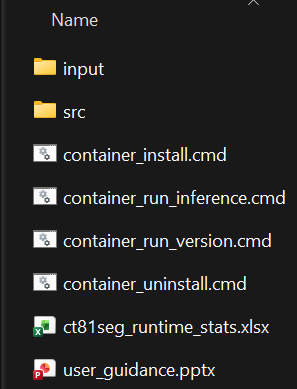 Name
input
src
container_install.cmd
container_run_inference.cmd
container_run_version.cmd
container_uninstall.cmd
ct81seg_runtime_stats.xlsx
user_guidance.pptx